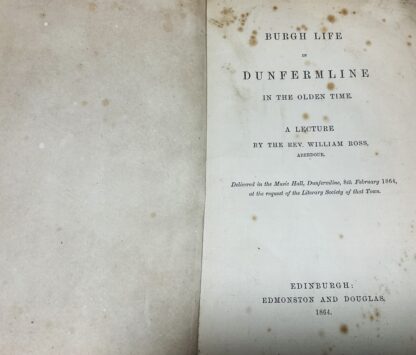 BURGH LIFE
IN
DUNFERMLINE
IN THE OLDEN TIME.
A LECTURE
BY THE REV. WILLIAM ROSS,
ABERDOUR.
Delivered in the Music Hall, Dunfermline, 8th February 1864,
at the request of the Literary Society of that Town.
EDINBURGH:
EDMONSTON AND DOUGLAS,
1864.